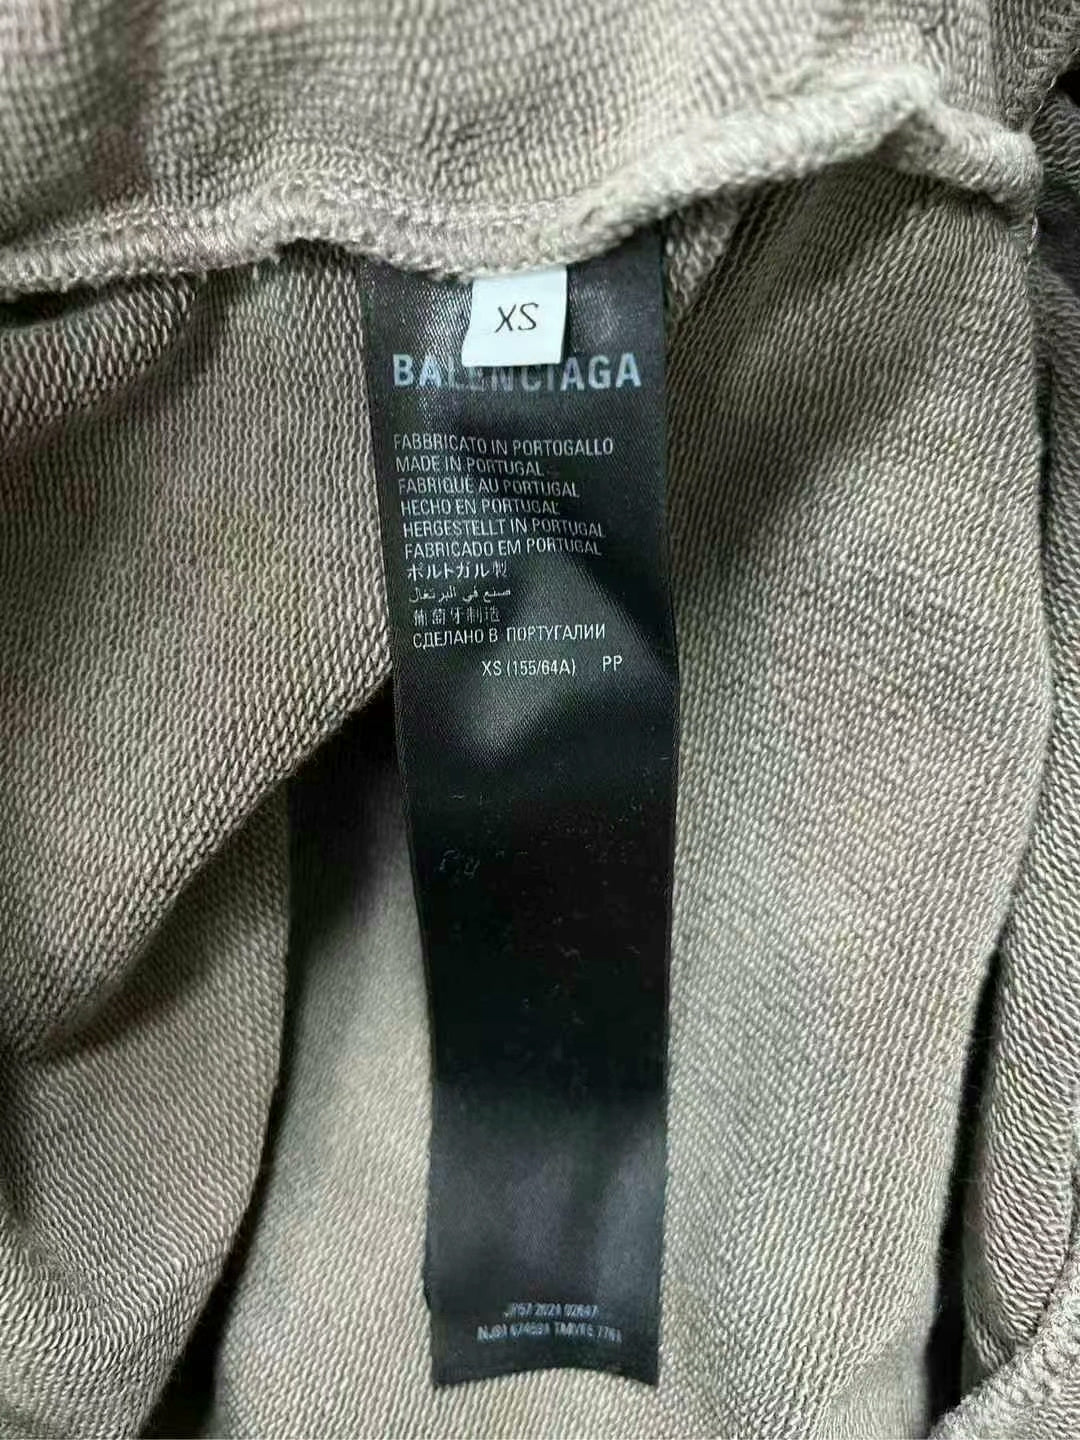 XS
BALENCIAGA
FABBRICATO IN PORTOGALLO
MADE IN PORTUGAL
FABRIQUÉ AU PORTUGAL
HECHO EN PORTUGAL
HERGESTELLT IN PORTUGAL
FABRICADO EM PORTUGAL
ポルトガル製
صنع في البرتغال
葡萄牙制造
СДЕЛАНО В ПОРТУГАЛИИ
XS (155/64A) PP
2021 02647